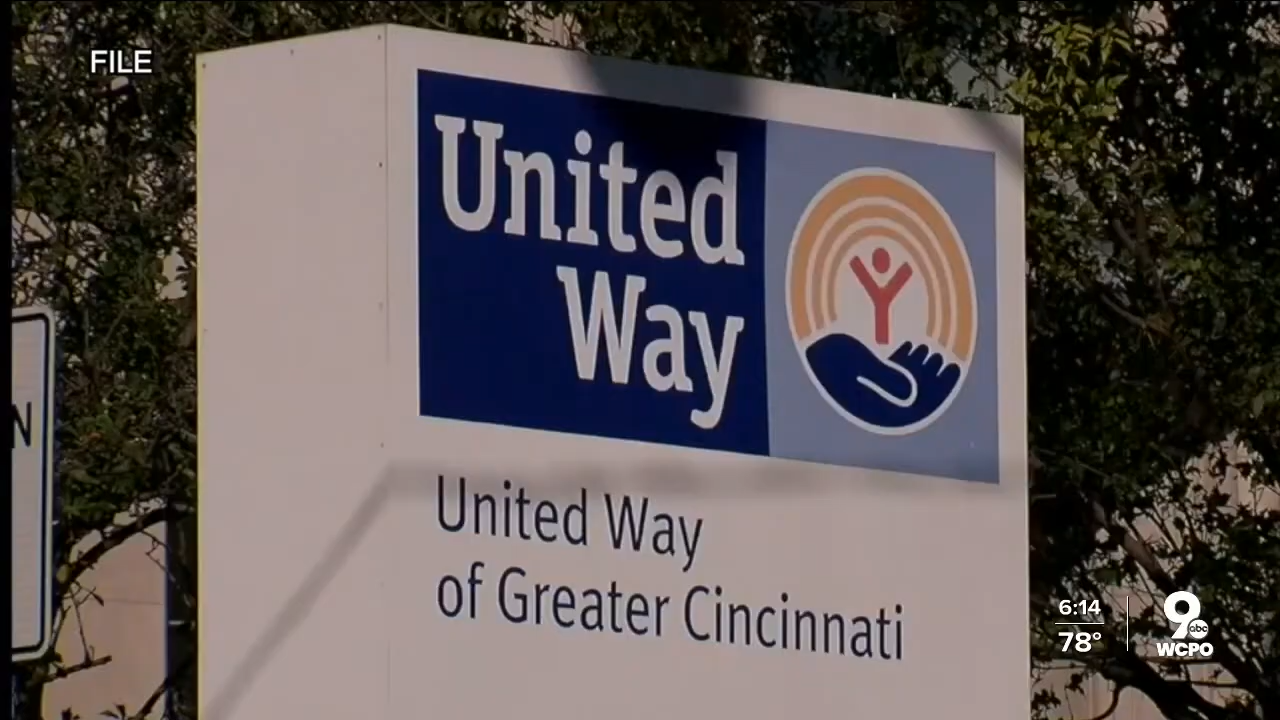 FILE
United
Way
United Way
of Greater Cincinnati
N
6:14
78°
9
abc
WCPO